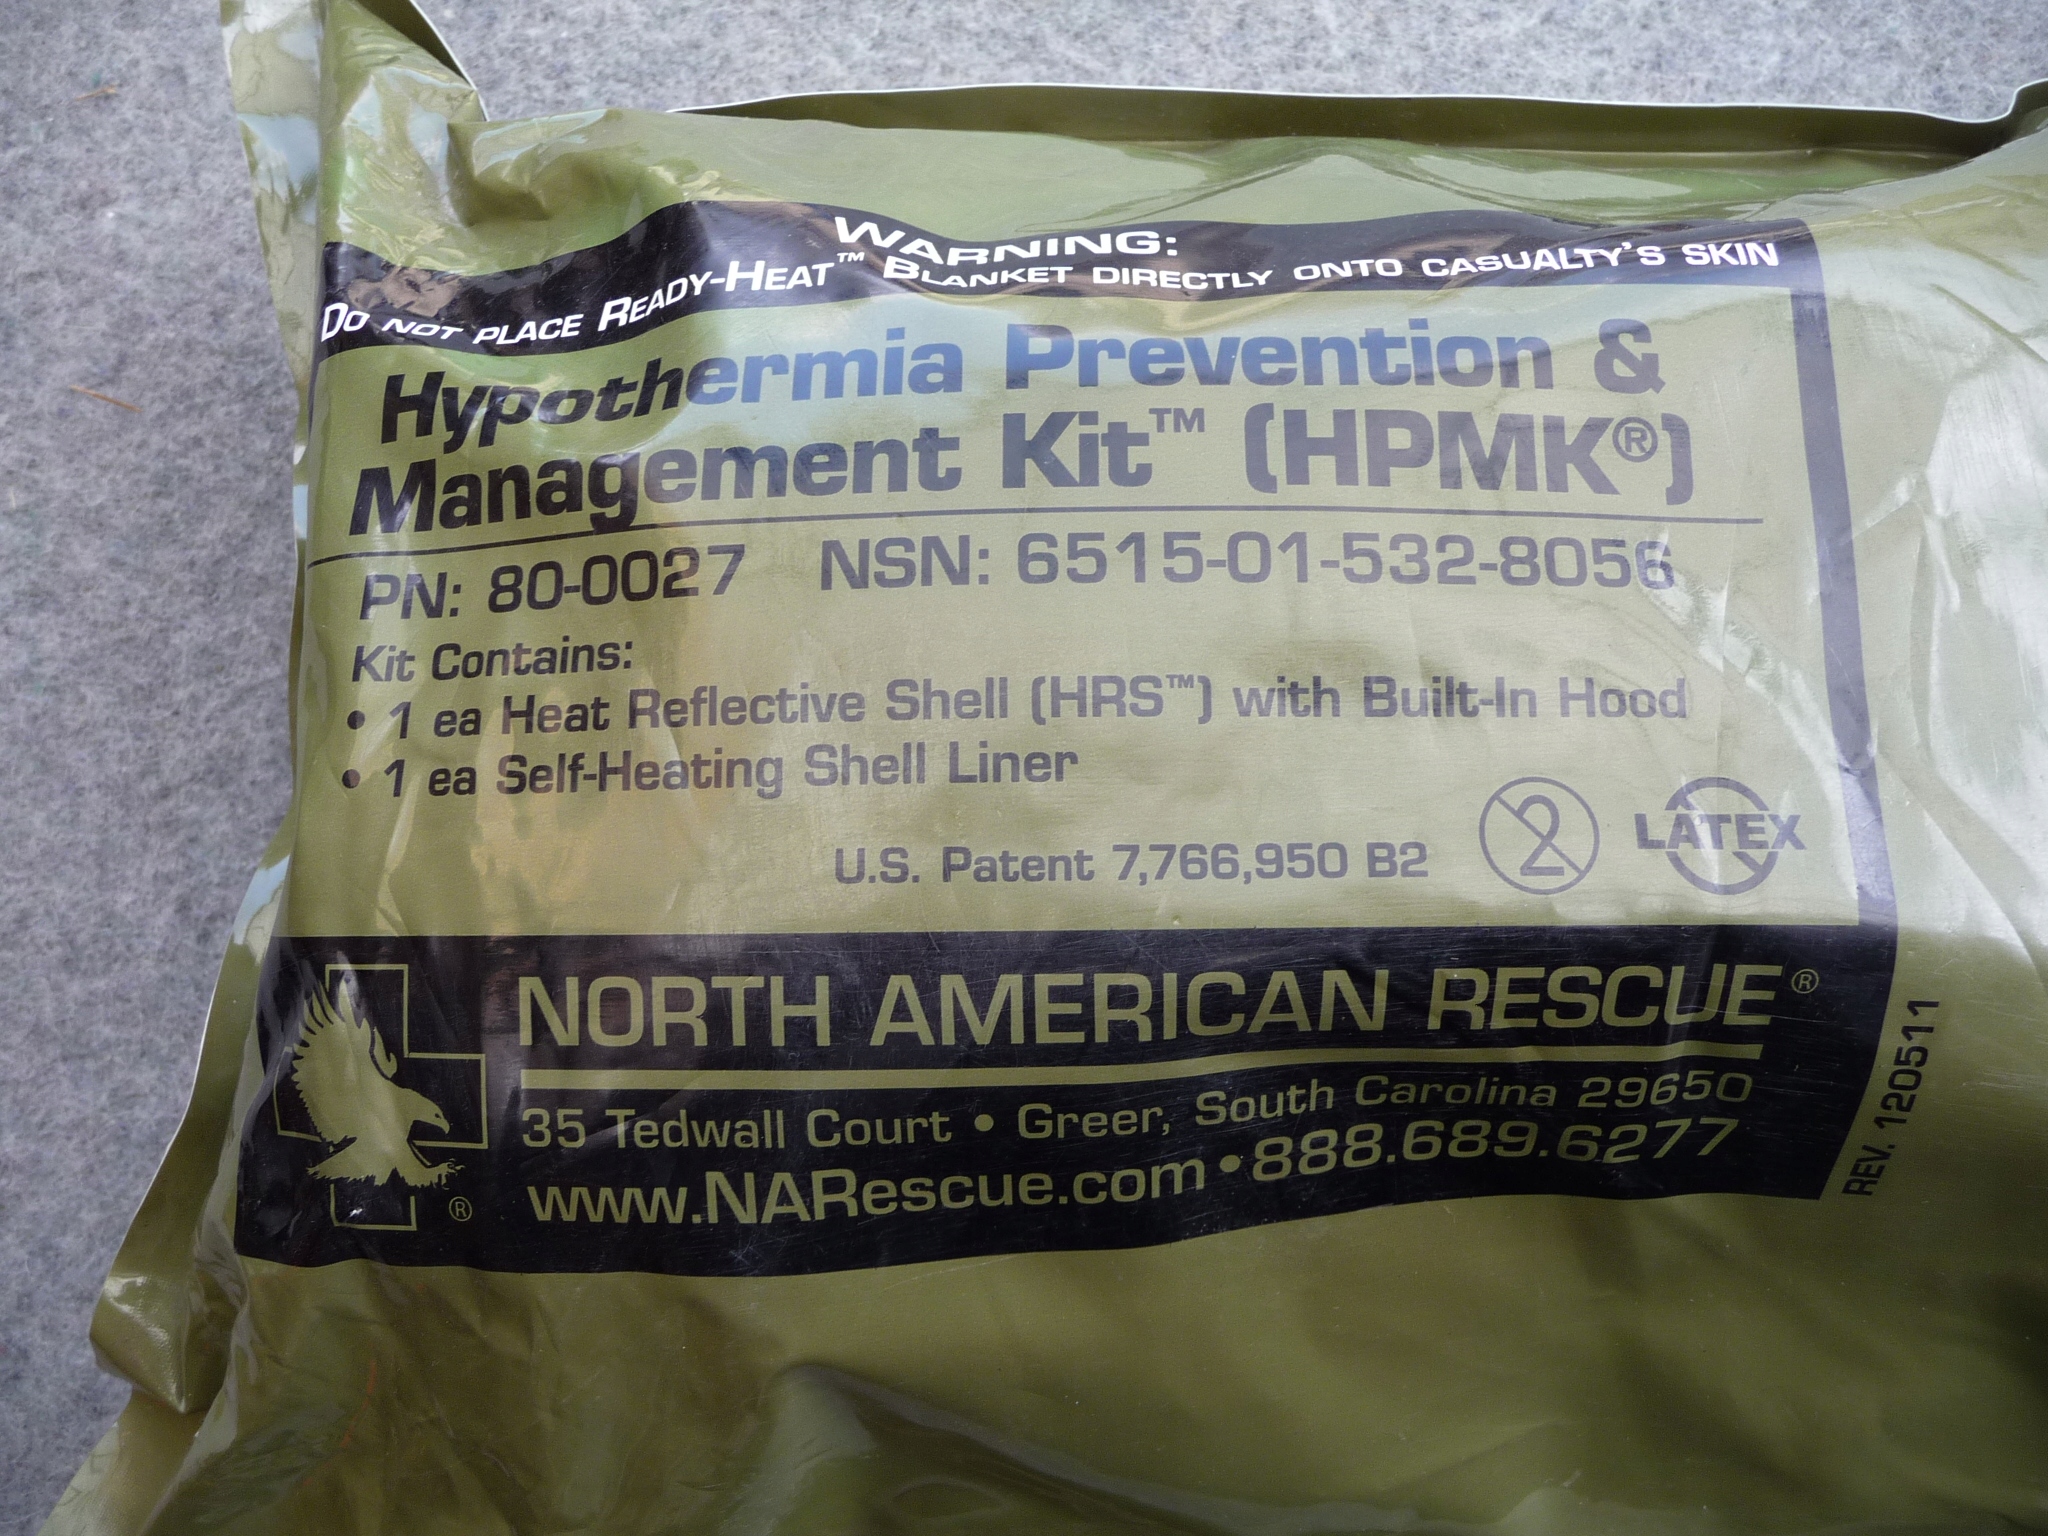 WARNING:
DO NOT PLACE READY-HEAT™ BLANKET DIRECTLY ONTO CASUALTY'S SKIN
Hypothermia Prevention &
Management Kit™ (HPMK®)
PN: 80-0027 NSN: 6515-01-532-8056
Kit Contains:
• 1 ea Heat Reflective Shell (HRS™) with Built-In Hood
• 1 ea Self-Heating Shell Liner
U.S. Patent 7,766,950 B2
2
LATEX
NORTH AMERICAN RESCUE®
35 Tedwall Court • Greer, South Carolina 29650
www.NARescue.com • 888.689.6277
®
REV. 120511